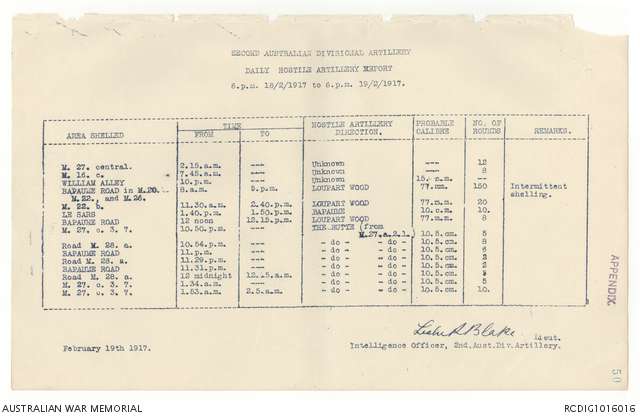 SECOND AUSTRALIAN DIVISIONAL ARTILLERY
DAILY HOSTILE ARTILLERY REPORT
6.p.m. 18/2/1917 to 6.p.m. 19/2/1917.
AREA SHELLED TIME FROM TO HOSTILE ARTILLERY DIRECTION. PROBABLE CALIBRE NO. OF ROUNDS REMARKS.
M. 27. central. 2.15.a.m. --- Unknown --- 12
M. 16. c. 7.45.a.m. --- Unknown --- 8
WILLIAM ALLEY 10.p.m. --- Unknown 15. c.m. ---
BAPAUME ROAD in M.20. 8.a.m. 5.p.m. LOUPART WOOD 77.mm. 150 Intermittent shelling.
M.22., and M.26.
M. 22. b. 11.30.a.m. 2.40.p.m. LOUPART WOOD 77.m.m. 20
LE SARS 1.40.p.m. 1.50.p.m. BAPAUME 10.c.m. 10.
BAPAUME ROAD 12 noon 12.15.p.m. LOUPART WOOD 77.m.m. 8
M. 27. c. 3. 7. 10.50.p.m. --- THE BUTTE (from M.27.a.2.1.) 10.5.cm. 5
Road M. 28. a. 10.54.p.m. --- - do - - do - 10.5.cm. 8
BAPAUME ROAD 11.p.m. --- - do - - do - 10.5.cm. 6
Road M. 28. a. 11.29.p.m. --- - do - - do - 10.5.cm. 2
BAPAUME ROAD 11.31.p.m. --- - do - - do - 10.5.cm. 2
Road M. 28. a. 12 midnight 12.15.a.m. - do - - do - 10.5.cm.
M. 27. c. 3. 7. 1.34.a.m. --- - do - - do - 10.5.cm. 5
M. 27. c. 3. 7. 1.53.a.m. 2.5.a.m. - do - - do - 10.5.cm. 10.
APPENDIX.
Leslie R Blake Lieut.
February 19th 1917. Intelligence Officer, 2nd.Aust.Div.Artillery.
50
AUSTRALIAN WAR MEMORIAL RCDIG1016016